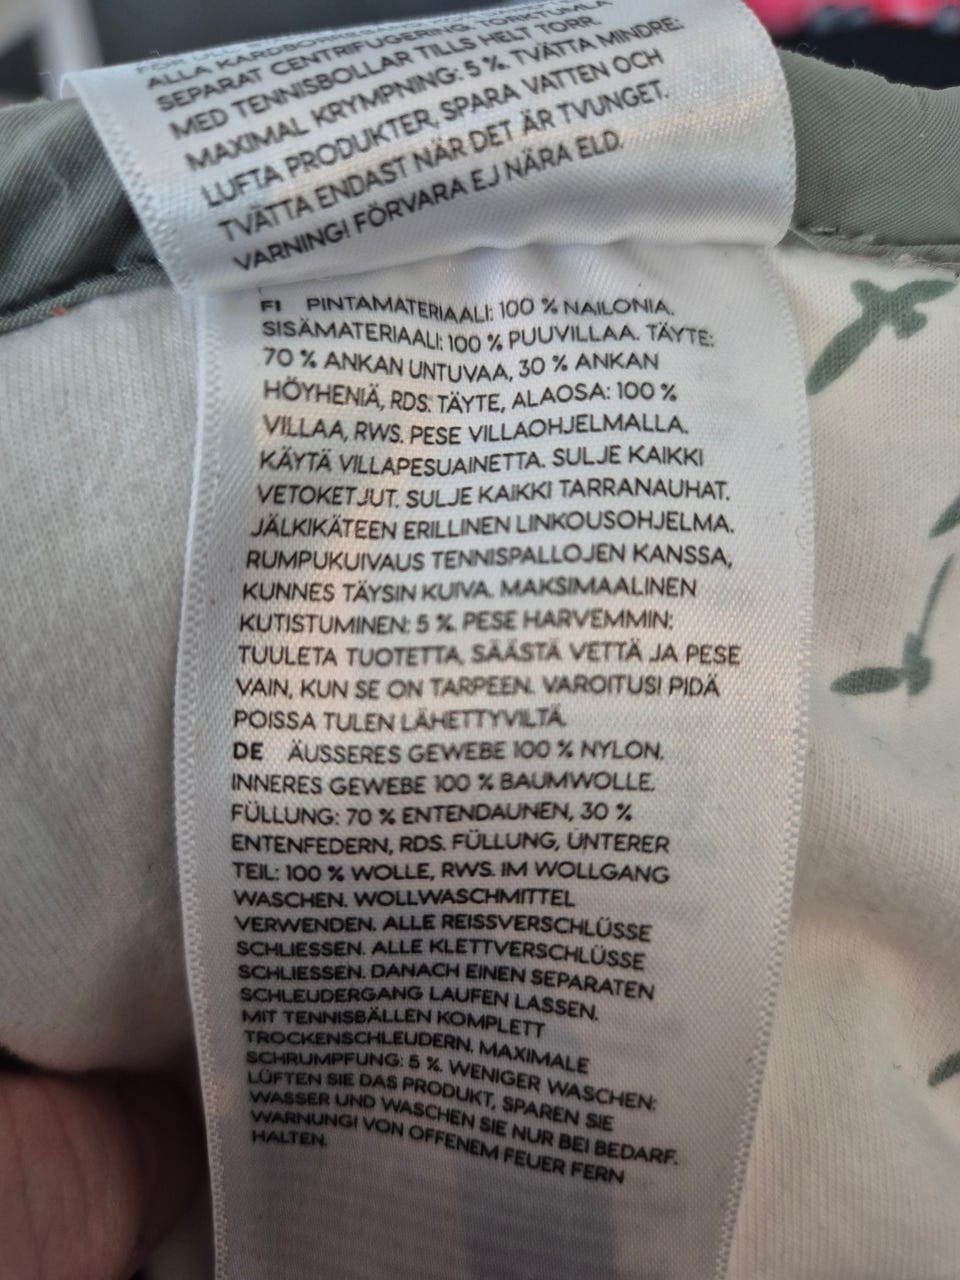 ALLA KARDBORRESBAND. KÖR EN
SEPARAT CENTRIFUGERING. TORKTUMLA
MED TENNISBOLLAR TILLS HELT TORR.
MAXIMAL KRYMPNING: 5 %. TVÄTTA MINDRE:
LUFTA PRODUKTER, SPARA VATTEN OCH
TVÄTTA ENDAST NÄR DET ÄR TVUNGET.
VARNING! FÖRVARA EJ NÄRA ELD.
FI PINTAMATERIAALI: 100 % NAILONIA.
SISÄMATERIAALI: 100 % PUUVILLAA. TÄYTE:
70 % ANKAN UNTUVAA, 30 % ANKAN
HÖYHENIÄ, RDS. TÄYTE, ALAOSA: 100 %
VILLAA, RWS. PESE VILLAOHJELMALLA.
KÄYTÄ VILLAPESUAINETTA. SULJE KAIKKI
VETOKETJUT. SULJE KAIKKI TARRANAUHAT.
JÄLKIKÄTEEN ERILLINEN LINKOUSOHJELMA.
RUMPUKUIVAUS TENNISPALLOJEN KANSSA,
KUNNES TÄYSIN KUIVA. MAKSIMAALINEN
KUTISTUMINEN: 5 %. PESE HARVEMMIN:
TUULETA TUOTETTA, SÄÄSTÄ VETTÄ JA PESE
VAIN, KUN SE ON TARPEEN. VAROITUS! PIDÄ
POISSA TULEN LÄHETTYVILTÄ.
DE ÄUSSERES GEWEBE 100 % NYLON.
INNERES GEWEBE 100 % BAUMWOLLE.
FÜLLUNG: 70 % ENTENDAUNEN, 30 %
ENTENFEDERN, RDS. FÜLLUNG, UNTERER
TEIL: 100 % WOLLE, RWS. IM WOLLGANG
WASCHEN. WOLLWASCHMITTEL
VERWENDEN. ALLE REISSVERSCHLÜSSE
SCHLIESSEN. ALLE KLETTVERSCHLÜSSE
SCHLIESSEN. DANACH EINEN SEPARATEN
SCHLEUDERGANG LAUFEN LASSEN.
MIT TENNISBÄLLEN KOMPLETT
TROCKENSCHLEUDERN. MAXIMALE
SCHRUMPFUNG: 5 %. WENIGER WASCHEN:
LÜFTEN SIE DAS PRODUKT, SPAREN SIE
WASSER UND WASCHEN SIE NUR BEI BEDARF.
WARNUNG! VON OFFENEM FEUER FERN
HALTEN.